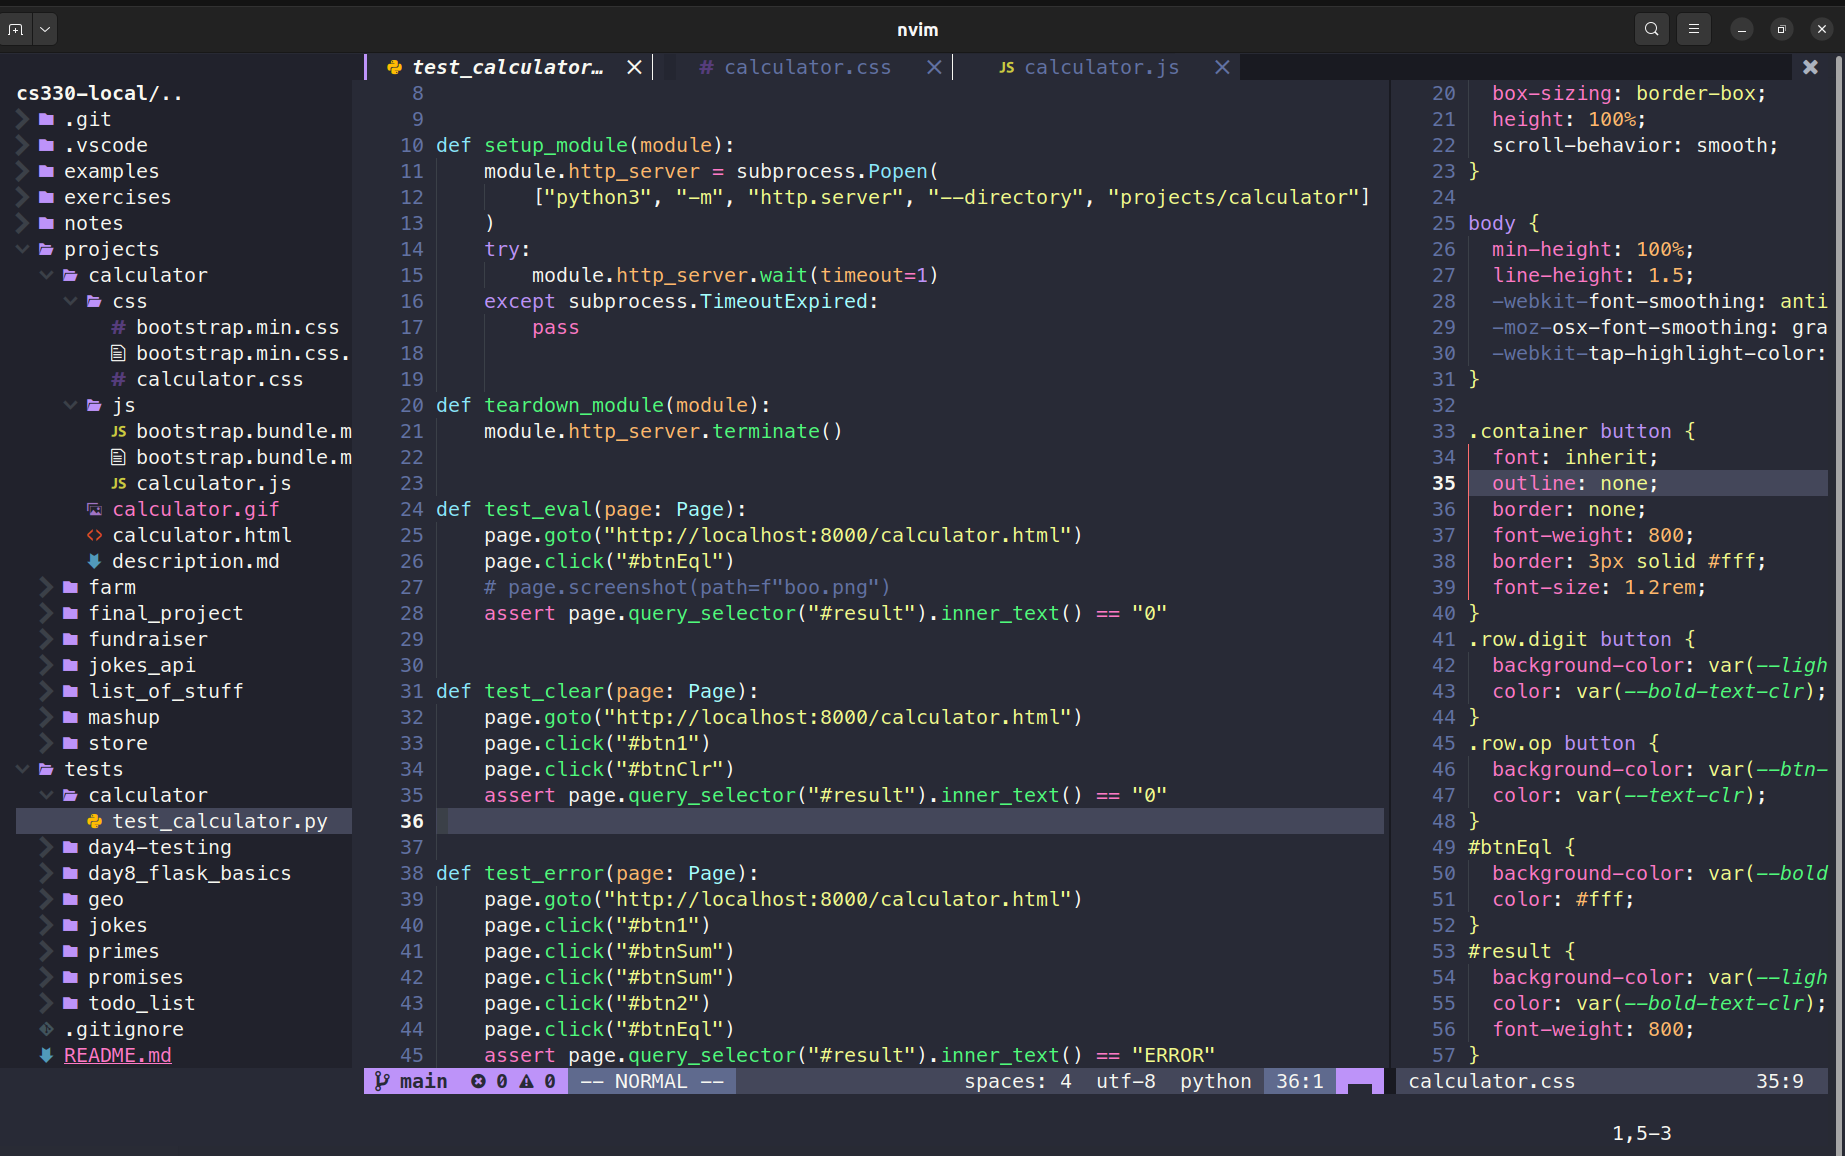 nvim
test_calculator… calculator.css JS calculator.js
cs330-local/..
.git
.vscode
examples
exercises
notes
projects
calculator
css
# bootstrap.min.css
bootstrap.min.css.
# calculator.css
js
JS bootstrap.bundle.m
bootstrap.bundle.m
JS calculator.js
calculator.gif
<> calculator.html
description.md
farm
final_project
fundraiser
jokes_api
list_of_stuff
mashup
store
tests
calculator
test_calculator.py
day4-testing
day8_flask_basics
geo
jokes
primes
promises
todo_list
.gitignore
README.md
8
9
10 def setup_module(module):
11 module.http_server = subprocess.Popen(
12 ["python3", "-m", "http.server", "--directory", "projects/calculator"]
13 )
14 try:
15 module.http_server.wait(timeout=1)
16 except subprocess.TimeoutExpired:
17 pass
18
19
20 def teardown_module(module):
21 module.http_server.terminate()
22
23
24 def test_eval(page: Page):
25 page.goto("http://localhost:8000/calculator.html")
26 page.click("#btnEql")
27 # page.screenshot(path=f"boo.png")
28 assert page.query_selector("#result").inner_text() == "0"
29
30
31 def test_clear(page: Page):
32 page.goto("http://localhost:8000/calculator.html")
33 page.click("#btn1")
34 page.click("#btnClr")
35 assert page.query_selector("#result").inner_text() == "0"
36
37
38 def test_error(page: Page):
39 page.goto("http://localhost:8000/calculator.html")
40 page.click("#btn1")
41 page.click("#btnSum")
42 page.click("#btnSum")
43 page.click("#btn2")
44 page.click("#btnEql")
45 assert page.query_selector("#result").inner_text() == "ERROR"
20 box-sizing: border-box;
21 height: 100%;
22 scroll-behavior: smooth;
23 }
24
25 body {
26 min-height: 100%;
27 line-height: 1.5;
28 -webkit-font-smoothing: anti
29 -moz-osx-font-smoothing: gra
30 -webkit-tap-highlight-color:
31 }
32
33 .container button {
34 font: inherit;
35 outline: none;
36 border: none;
37 font-weight: 800;
38 border: 3px solid #fff;
39 font-size: 1.2rem;
40 }
41 .row.digit button {
42 background-color: var(--ligh
43 color: var(--bold-text-clr);
44 }
45 .row.op button {
46 background-color: var(--btn-
47 color: var(--text-clr);
48 }
49 #btnEql {
50 background-color: var(--bold
51 color: #fff;
52 }
53 #result {
54 background-color: var(--ligh
55 color: var(--bold-text-clr);
56 font-weight: 800;
57 }
main 0 0 -- NORMAL -- spaces: 4 utf-8 python 36:1
calculator.css 35:9
1,5-3